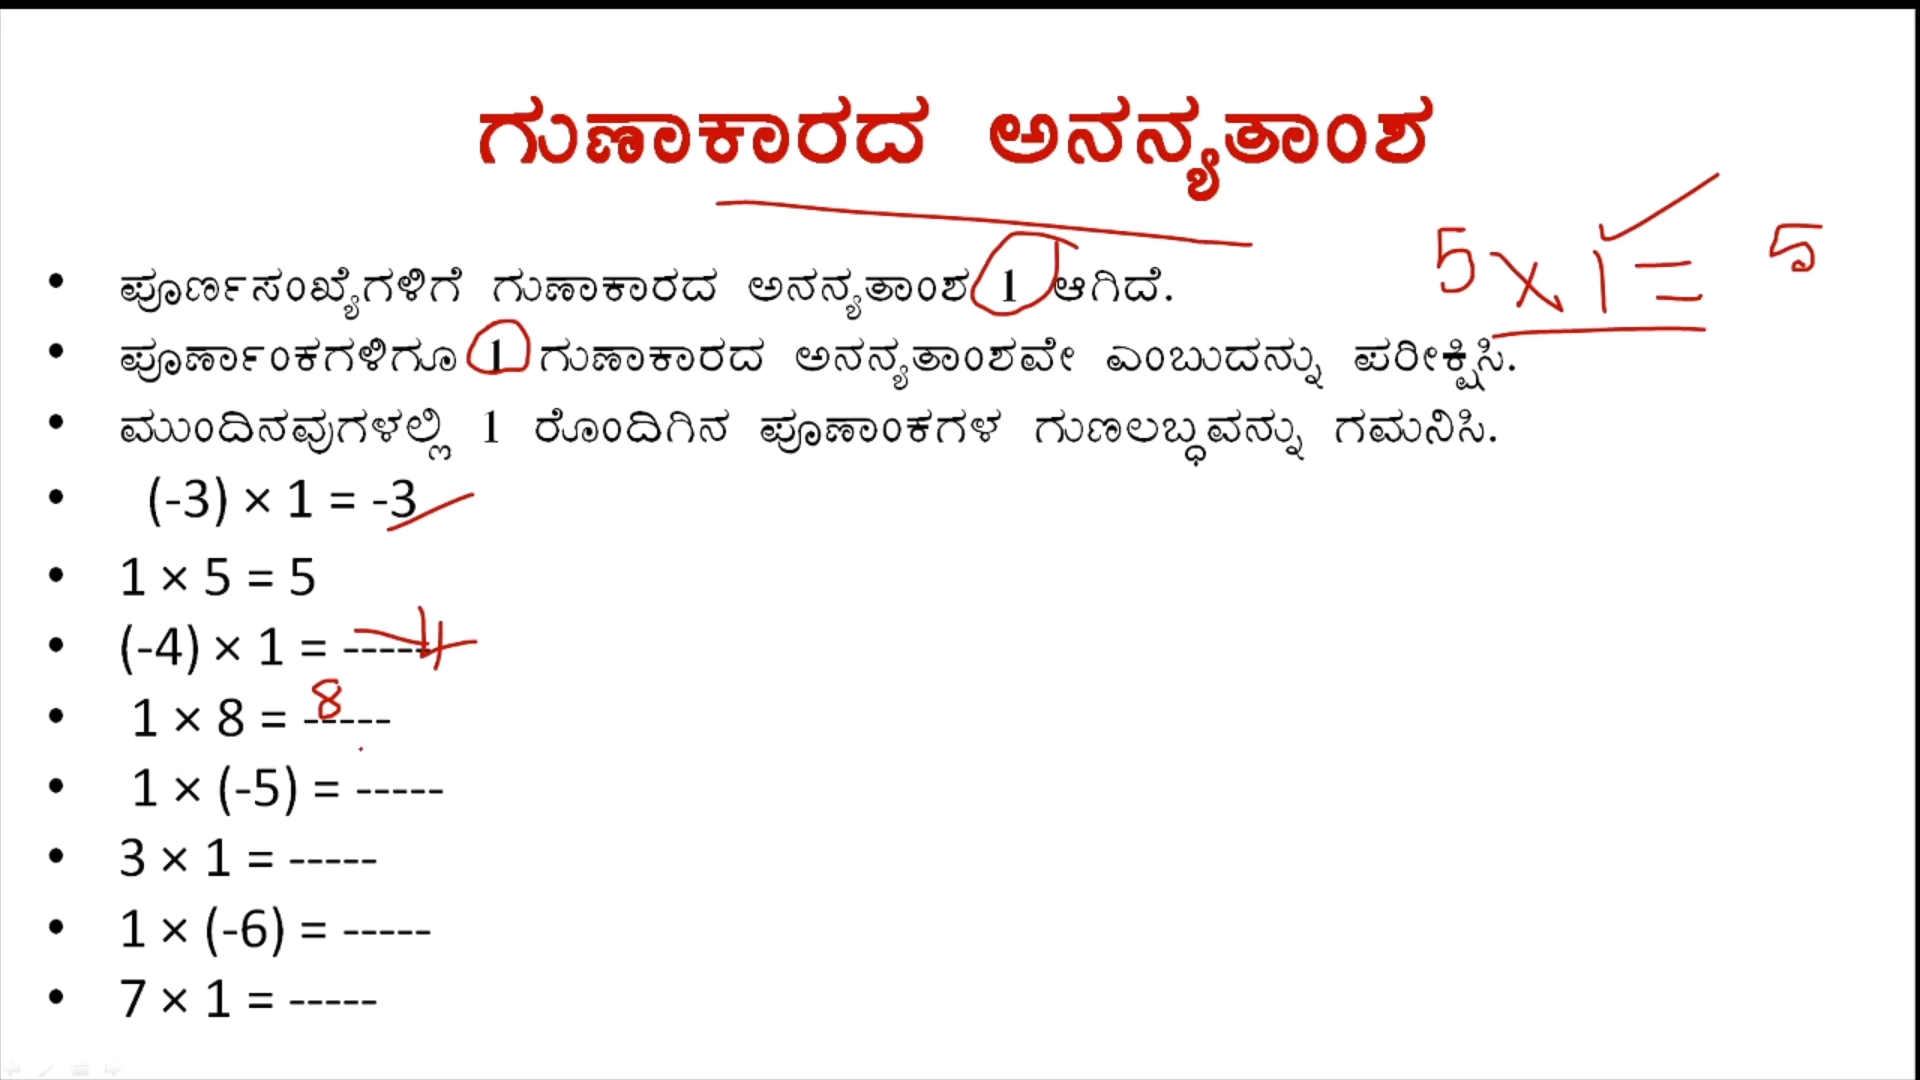 ಗುಣಾಕಾರದ ಅನನ್ಯತಾಂಶ
5 × 1 = 5
• ಪೂರ್ಣಸಂಖ್ಯೆಗಳಿಗೆ ಗುಣಾಕಾರದ ಅನನ್ಯತಾಂಶ 1 ಆಗಿದೆ.
• ಪೂರ್ಣಾಂಕಗಳಿಗೂ 1 ಗುಣಾಕಾರದ ಅನನ್ಯತಾಂಶವೇ ಎಂಬುದನ್ನು ಪರೀಕ್ಷಿಸಿ.
• ಮುಂದಿನವುಗಳಲ್ಲಿ 1 ರೊಂದಿಗಿನ ಪೂಣಾಂಕಗಳ ಗುಣಲಬ್ಧವನ್ನು ಗಮನಿಸಿ.
• (-3) × 1 = -3
• 1 × 5 = 5
• (-4) × 1 = ----- -4
• 1 × 8 = ----- 8
• 1 × (-5) = -----
• 3 × 1 = -----
• 1 × (-6) = -----
• 7 × 1 = -----